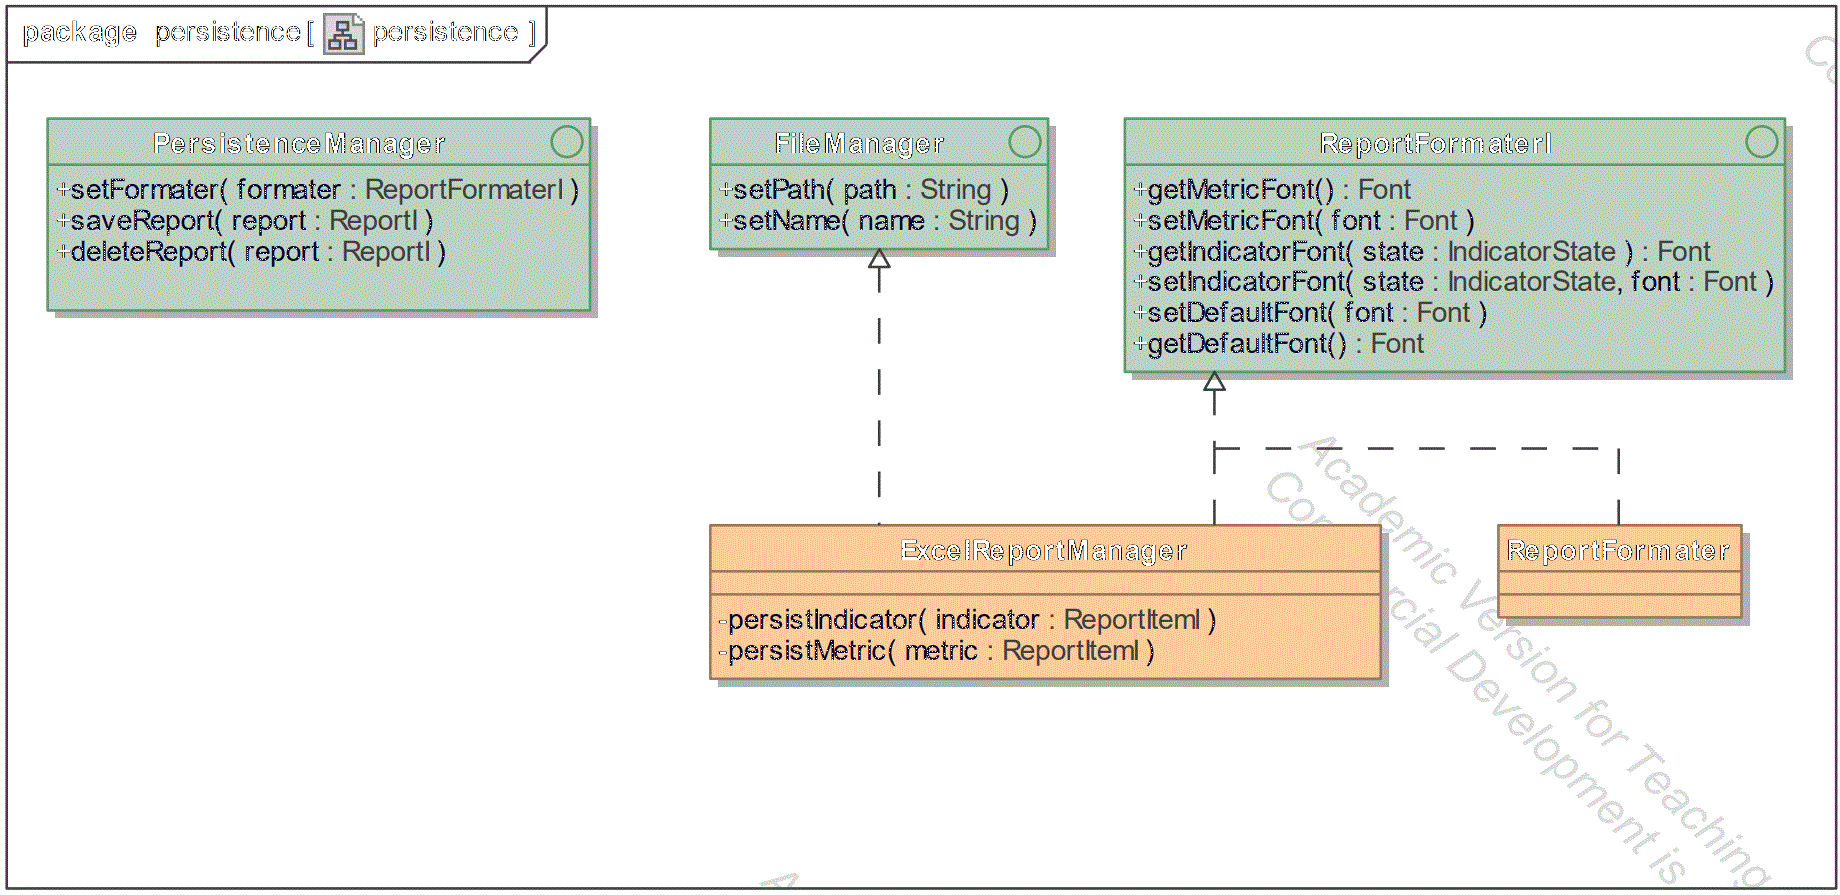 package persistence [ persistence ]
PersistenceManager
+setFormater( formater : ReportFormaterI )
+saveReport( report : ReportI )
+deleteReport( report : ReportI )
FileManager
+setPath( path : String )
+setName( name : String )
ReportFormaterI
+getMetricFont() : Font
+setMetricFont( font : Font )
+getIndicatorFont( state : IndicatorState ) : Font
+setIndicatorFont( state : IndicatorState, font : Font )
+setDefaultFont( font : Font )
+getDefaultFont() : Font
ExcelReportManager
-persistIndicator( indicator : ReportItemI )
-persistMetric( metric : ReportItemI )
ReportFormater
Academic Version for Teaching
Development is